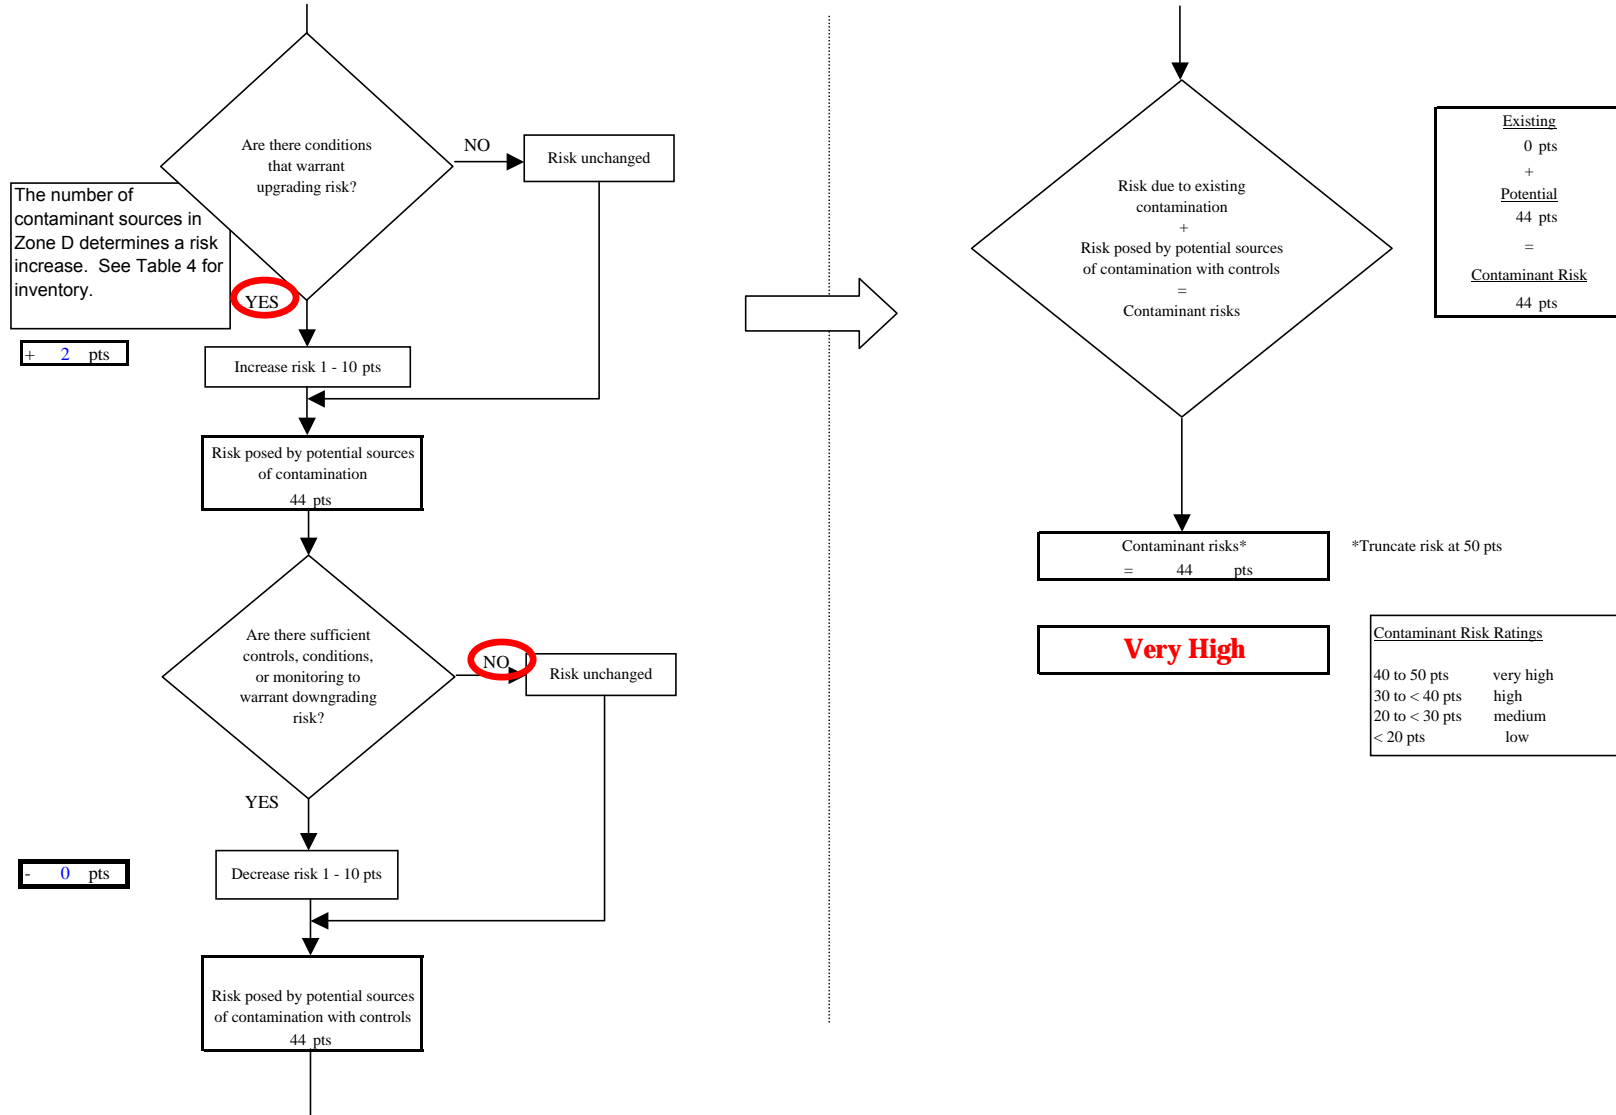 Are there conditions
that warrant
upgrading risk?
NO
Risk unchanged
The number of
contaminant sources in
Zone D determines a risk
increase.  See Table 4 for
inventory.
YES
+ 2 pts
Increase risk 1 - 10 pts
Risk posed by potential sources
of contamination
44 pts
Are there sufficient
controls, conditions,
or monitoring to
warrant downgrading
risk?
NO
Risk unchanged
YES
- 0 pts
Decrease risk 1 - 10 pts
Risk posed by potential sources
of contamination with controls
44 pts
Risk due to existing
contamination
+
Risk posed by potential sources
of contamination with controls
=
Contaminant risks
Existing
0 pts
+
Potential
44 pts
=
Contaminant Risk
44 pts
Contaminant risks*
= 44 pts
*Truncate risk at 50 pts
Very High
Contaminant Risk Ratings
40 to 50 pts very high
30 to < 40 pts high
20 to < 30 pts medium
< 20 pts low